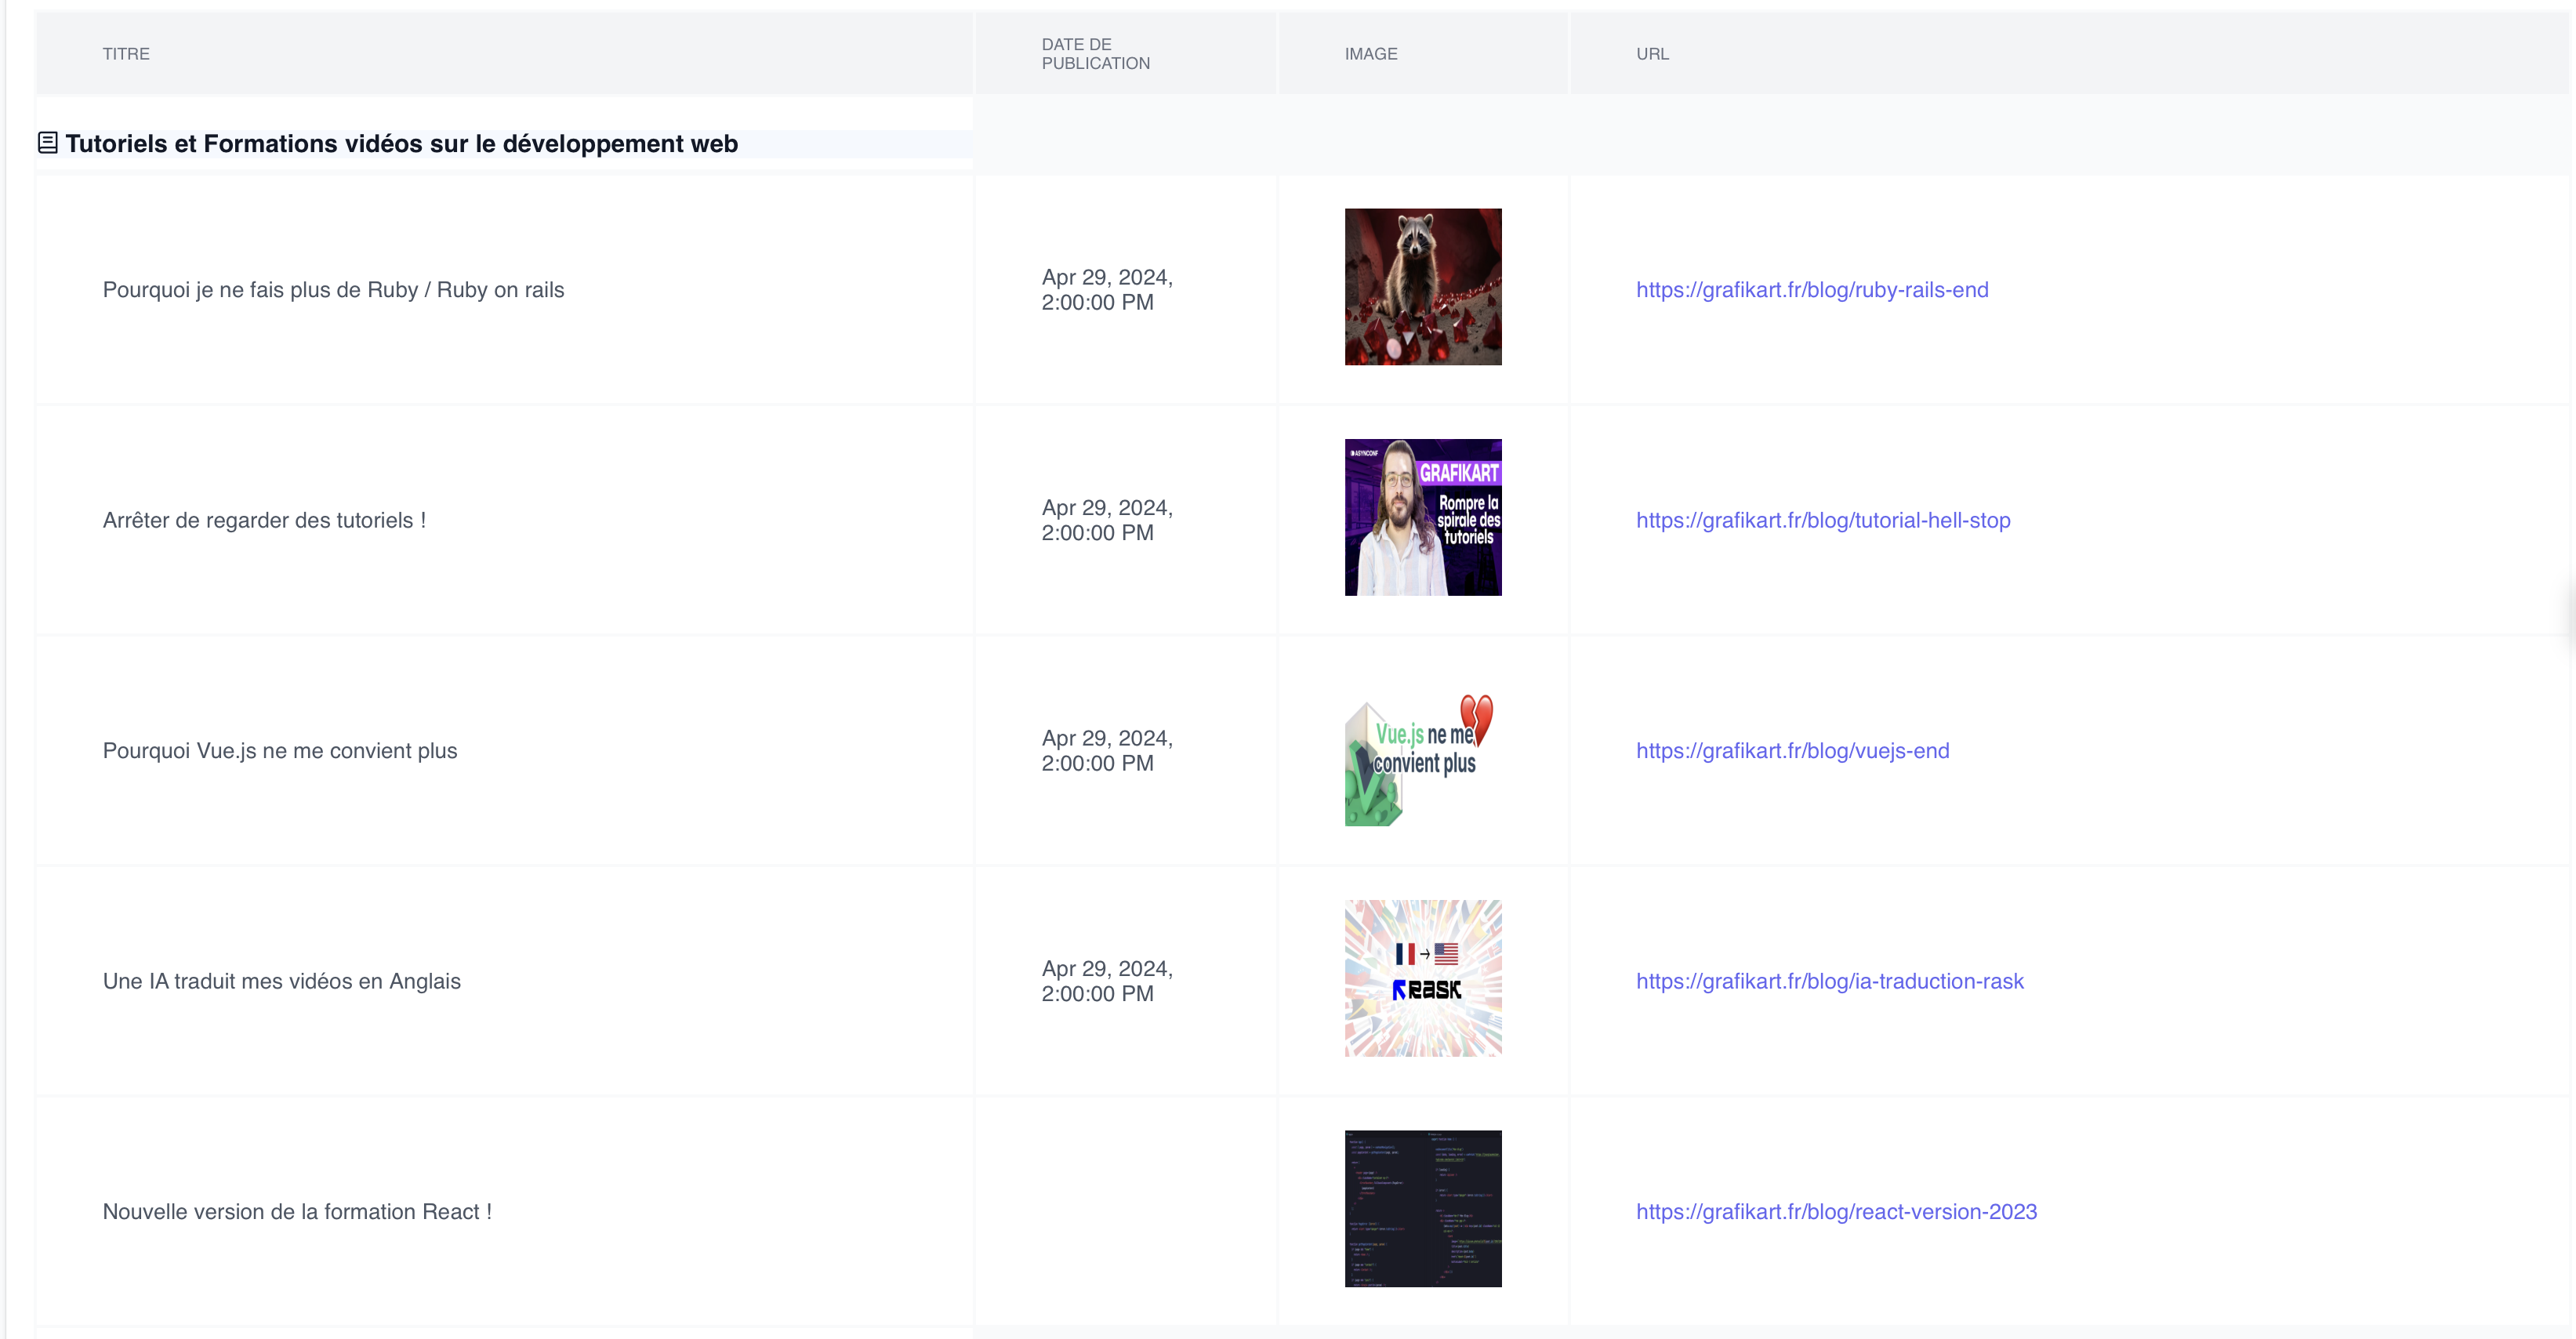 TITRE
DATE DE
PUBLICATION
IMAGE
URL
Tutoriels et Formations vidéos sur le développement web
Pourquoi je ne fais plus de Ruby / Ruby on rails
Apr 29, 2024,
2:00:00 PM
https://grafikart.fr/blog/ruby-rails-end
Arrêter de regarder des tutoriels !
Apr 29, 2024,
2:00:00 PM
ASYNCONF
GRAFIKART
Rompre la
spirale des
tutoriels
https://grafikart.fr/blog/tutorial-hell-stop
Pourquoi Vue.js ne me convient plus
Apr 29, 2024,
2:00:00 PM
Vue.js ne me
convient plus
https://grafikart.fr/blog/vuejs-end
Une IA traduit mes vidéos en Anglais
Apr 29, 2024,
2:00:00 PM
RASK
https://grafikart.fr/blog/ia-traduction-rask
Nouvelle version de la formation React !
https://grafikart.fr/blog/react-version-2023